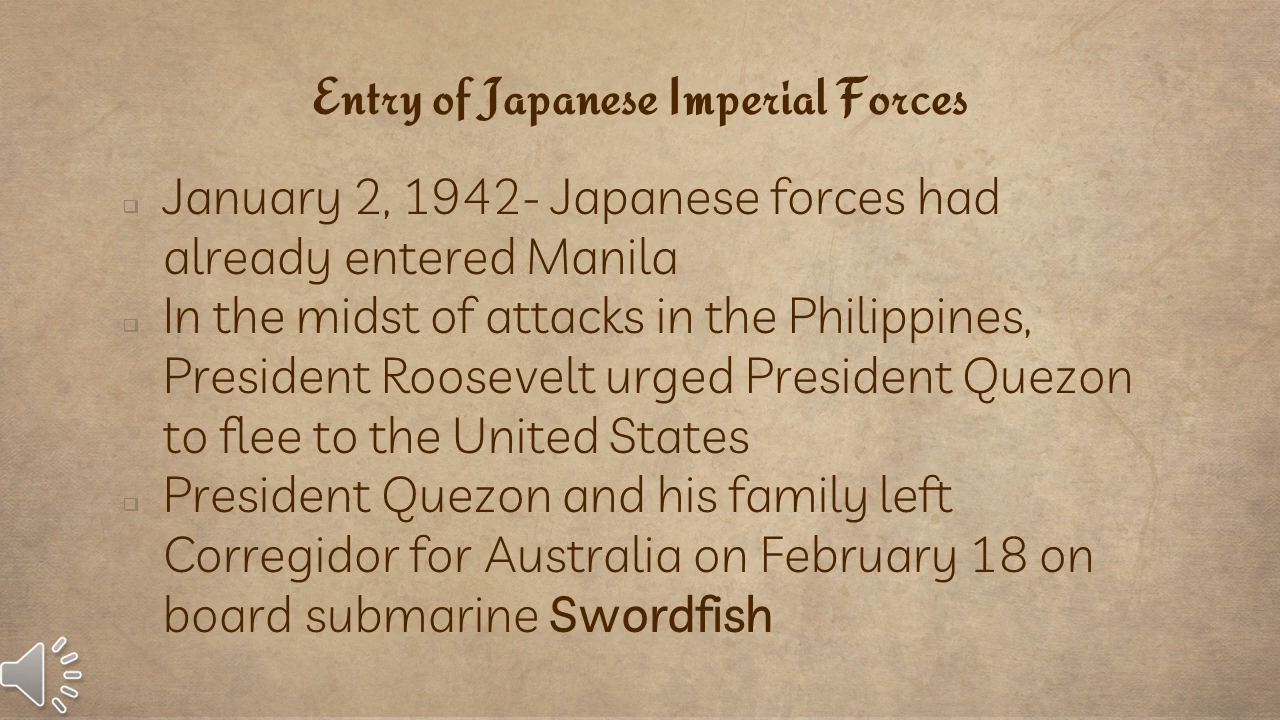 Entry of Japanese Imperial Forces
January 2, 1942- Japanese forces had
already entered Manila
In the midst of attacks in the Philippines,
President Roosevelt urged President Quezon
to flee to the United States
President Quezon and his family left
Corregidor for Australia on February 18 on
board submarine Swordfish